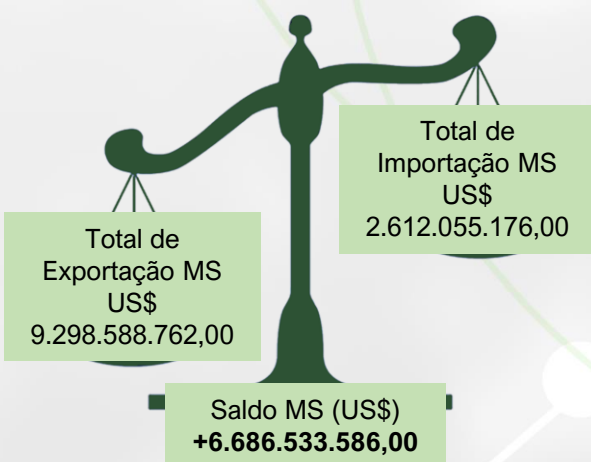 Total de
Importação MS
US$
2.612.055.176,00
Total de
Exportação MS
US$
9.298.588.762,00
Saldo MS (US$)
+6.686.533.586,00